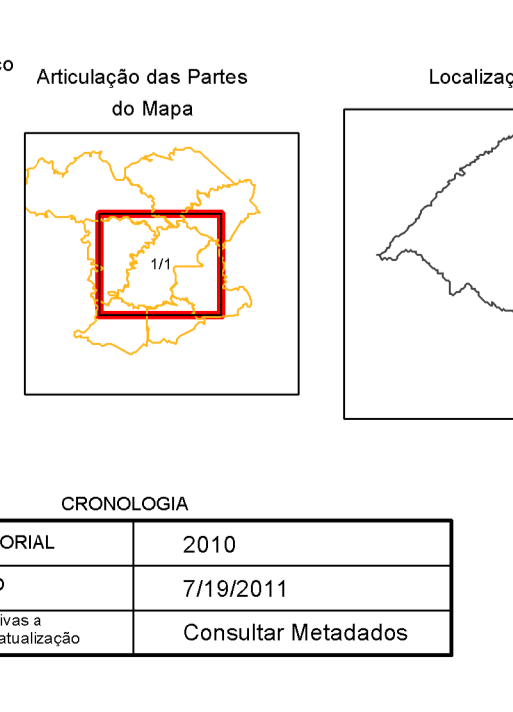 Articulação das Partes
do Mapa
1/1
CRONOLOGIA
2010
7/19/2011
Consultar Metadados